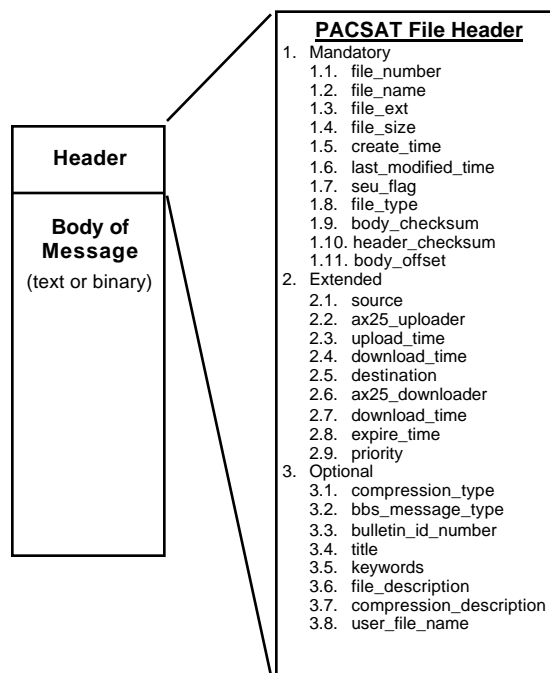 Header
Body of
Message
(text or binary)
PACSAT File Header
1. Mandatory
1.1. file_number
1.2. file_name
1.3. file_ext
1.4. file_size
1.5. create_time
1.6. last_modified_time
1.7. seu_flag
1.8. file_type
1.9. body_checksum
1.10. header_checksum
1.11. body_offset
2. Extended
2.1. source
2.2. ax25_uploader
2.3. upload_time
2.4. download_time
2.5. destination
2.6. ax25_downloader
2.7. download_time
2.8. expire_time
2.9. priority
3. Optional
3.1. compression_type
3.2. bbs_message_type
3.3. bulletin_id_number
3.4. title
3.5. keywords
3.6. file_description
3.7. compression_description
3.8. user_file_name